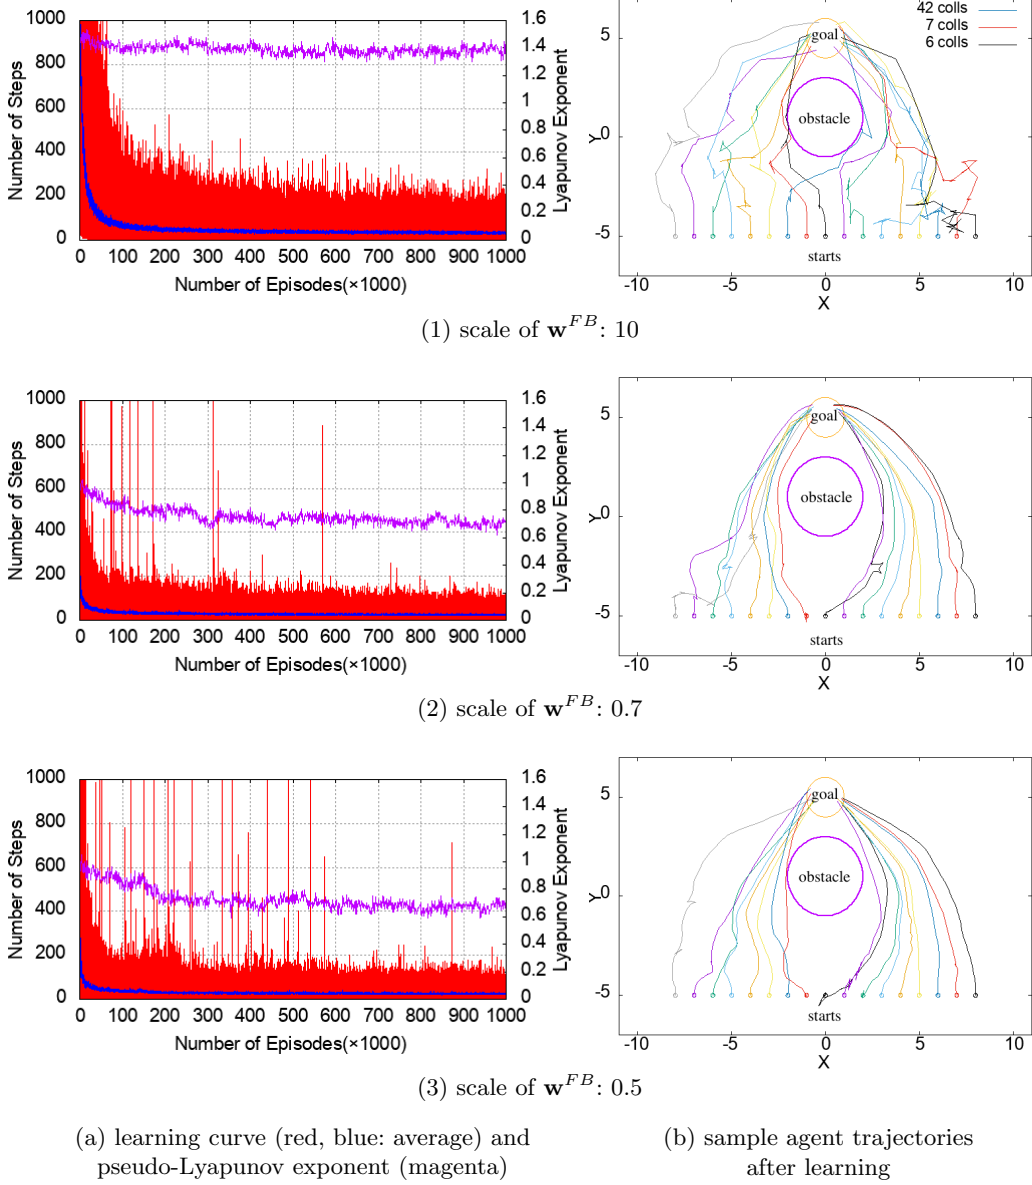 1000
800
600
400
200
0
Number of Steps
1.6
1.4
1.2
1
0.8
0.6
0.4
0.2
0
Lyapunov Exponent
0 100 200 300 400 500 600 700 800 900 1000
Number of Episodes(×1000)
42 colls
7 colls
6 colls
goal
obstacle
starts
5
0
-5
Y
-10 -5 0 5 10
X
(1) scale of w^FB: 10
1000
800
600
400
200
0
Number of Steps
1.6
1.4
1.2
1
0.8
0.6
0.4
0.2
0
Lyapunov Exponent
0 100 200 300 400 500 600 700 800 900 1000
Number of Episodes(×1000)
goal
obstacle
starts
5
0
-5
Y
-10 -5 0 5 10
X
(2) scale of w^FB: 0.7
1000
800
600
400
200
0
Number of Steps
1.6
1.4
1.2
1
0.8
0.6
0.4
0.2
0
Lyapunov Exponent
0 100 200 300 400 500 600 700 800 900 1000
Number of Episodes(×1000)
goal
obstacle
starts
5
0
-5
Y
-10 -5 0 5 10
X
(3) scale of w^FB: 0.5
(a) learning curve (red, blue: average) and
pseudo-Lyapunov exponent (magenta)
(b) sample agent trajectories
after learning